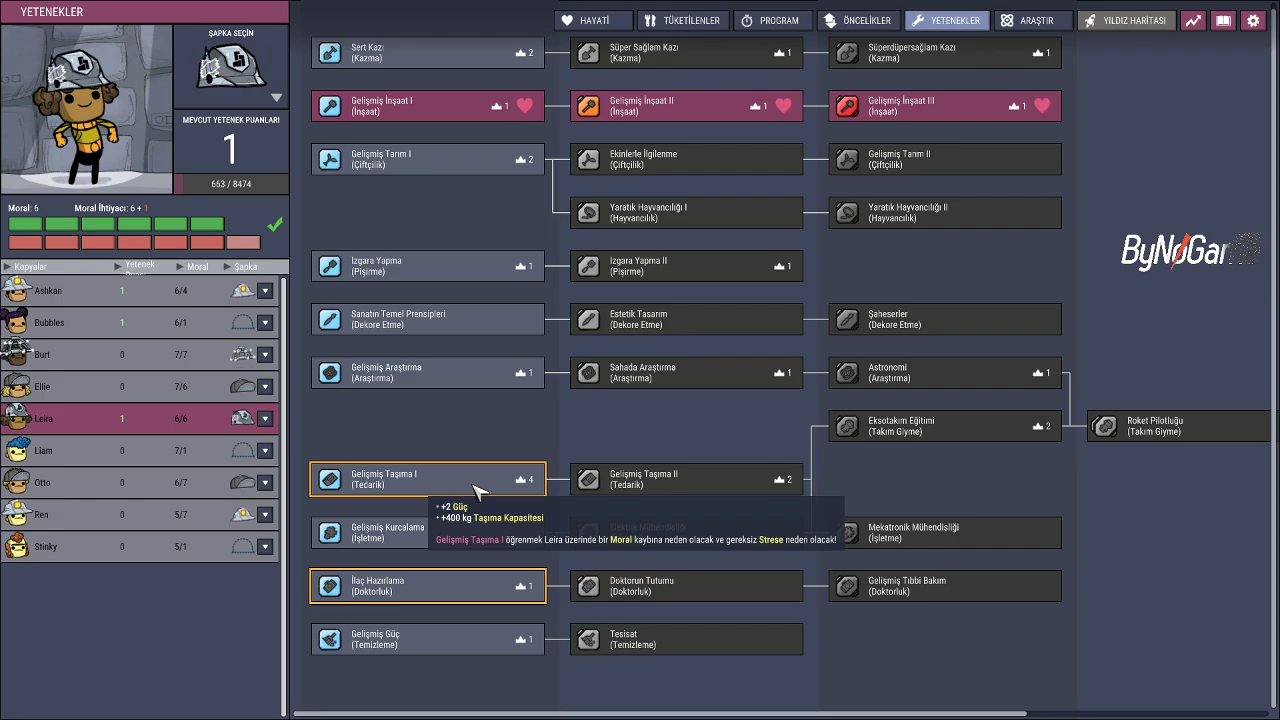 YETENEKLER
HAYATİ
TÜKETİLENLER
PROGRAM
ÖNCELİKLER
YETENEKLER
ARAŞTIR
YILDIZ HARİTASI
ŞAPKA SEÇİN
MEVCUT YETENEK PUANLARI
1
663 / 8474
Moral: 6
Moral İhtiyacı: 6 + 1
Kopyalar
Yetenek
Moral
Şapka
Ashkan
1
6/4
Bubbles
1
6/1
Burt
0
7/7
Ellie
0
7/6
Leira
1
6/6
Liam
0
7/1
Otto
0
6/7
Ren
0
5/7
Stinky
0
5/1
Sert Kazı
(Kazma)
2
Süper Sağlam Kazı
(Kazma)
1
Süperdüpersağlam Kazı
(Kazma)
1
Gelişmiş İnşaat I
(İnşaat)
1
Gelişmiş İnşaat II
(İnşaat)
1
Gelişmiş İnşaat III
(İnşaat)
1
Gelişmiş Tarım I
(Çiftçilik)
2
Ekinlerle İlgilenme
(Çiftçilik)
Gelişmiş Tarım II
(Çiftçilik)
Yaratık Hayvancılığı I
(Hayvancılık)
Yaratık Hayvancılığı II
(Hayvancılık)
ByNoGame
Izgara Yapma
(Pişirme)
1
Izgara Yapma II
(Pişirme)
1
Sanatın Temel Prensipleri
(Dekore Etme)
Estetik Tasarım
(Dekore Etme)
Şaheserler
(Dekore Etme)
Gelişmiş Araştırma
(Araştırma)
1
Sahada Araştırma
(Araştırma)
1
Astronomi
(Araştırma)
1
Eksotakım Eğitimi
(Takım Giyme)
2
Roket Pilotluğu
(Takım Giyme)
Gelişmiş Taşıma I
(Tedarik)
4
Gelişmiş Taşıma II
(Tedarik)
2
• +2 Güç
• +400 kg Taşıma Kapasitesi
Gelişmiş Taşıma I öğrenmek Leira üzerinde bir Moral kaybına neden olacak ve gereksiz Strese neden olacak!
Gelişmiş Kurcalama
(İşletme)
Elektrik Mühendisliği
Mekatronik Mühendisliği
(İşletme)
İlaç Hazırlama
(Doktorluk)
1
Doktorun Tutumu
(Doktorluk)
Gelişmiş Tıbbi Bakım
(Doktorluk)
Gelişmiş Güç
(Temizleme)
1
Tesisat
(Temizleme)